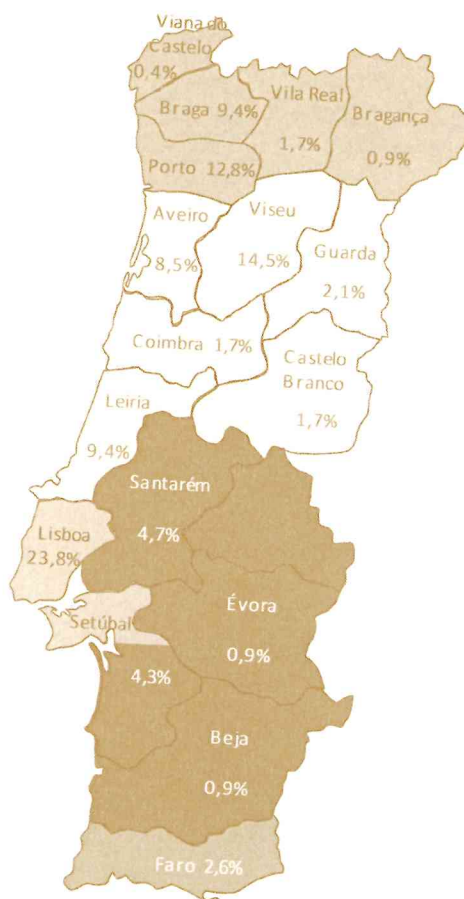 Viana do
Castelo
0,4%
Braga 9,4%
Vila Real
1,7%
Bragança
0,9%
Porto 12,8%
Aveiro
8,5%
Viseu
14,5%
Guarda
2,1%
Coimbra 1,7%
Castelo
Branco
1,7%
Leiria
9,4%
Santarém
4,7%
Lisboa
23,8%
Évora
0,9%
Setúbal
4,3%
Beja
0,9%
Faro 2,6%